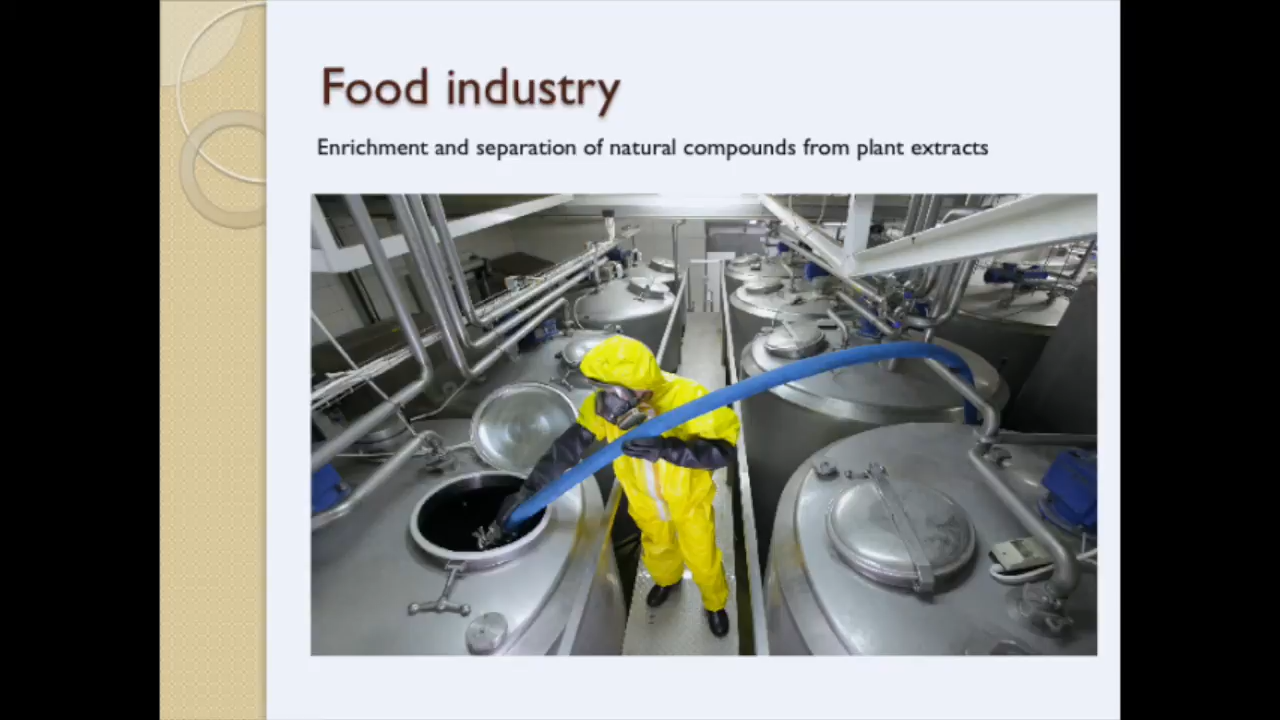 Food industry
Enrichment and separation of natural compounds from plant extracts